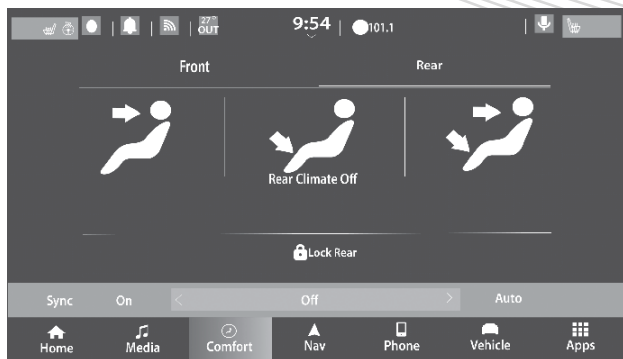 27°
OUT
9:54
101.1
Front
Rear
Rear Climate Off
Lock Rear
Sync
On
Off
Auto
Home
Media
Comfort
Nav
Phone
Vehicle
Apps